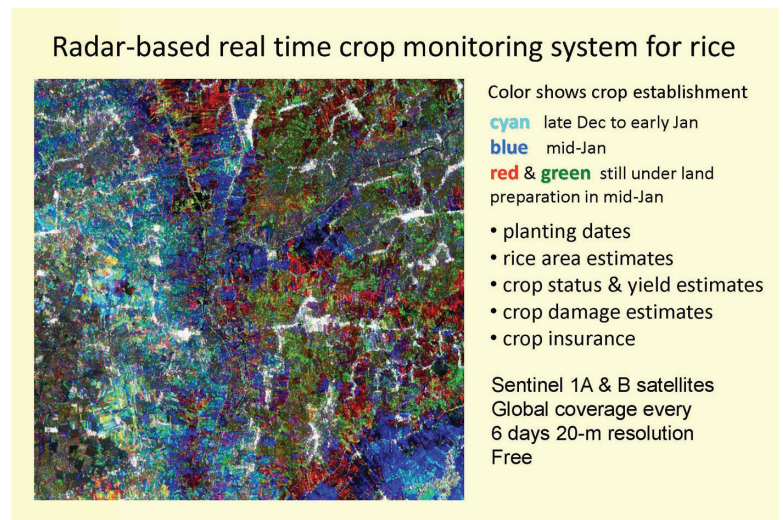 Radar-based real time crop monitoring system for rice
Color shows crop establishment
cyan late Dec to early Jan
blue mid-Jan
red & green still under land
preparation in mid-Jan
• planting dates
• rice area estimates
• crop status & yield estimates
• crop damage estimates
• crop insurance
Sentinel 1A & B satellites
Global coverage every
6 days 20-m resolution
Free